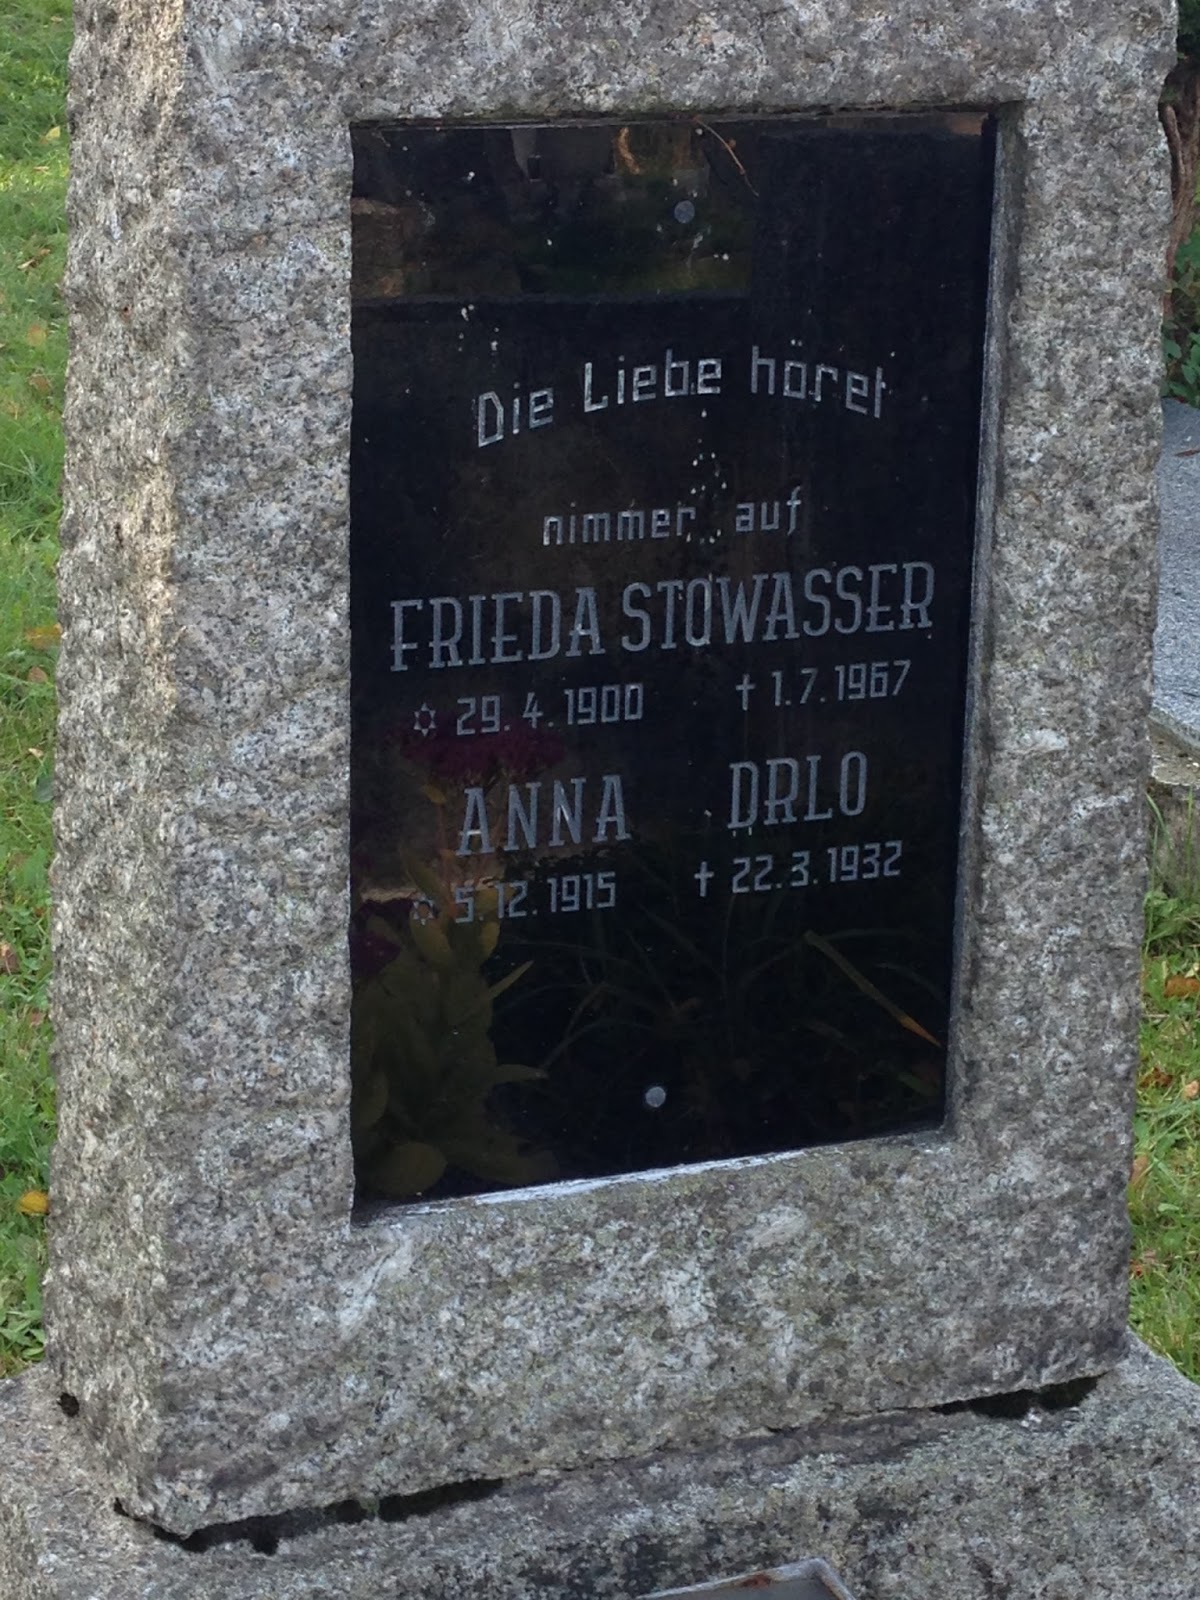 Die Liebe höret
nimmer auf
FRIEDA STOWASSER
✡ 29.4.1900 † 1.7.1967
ANNA DRLO
✡ 5.12.1915 † 22.3.1932